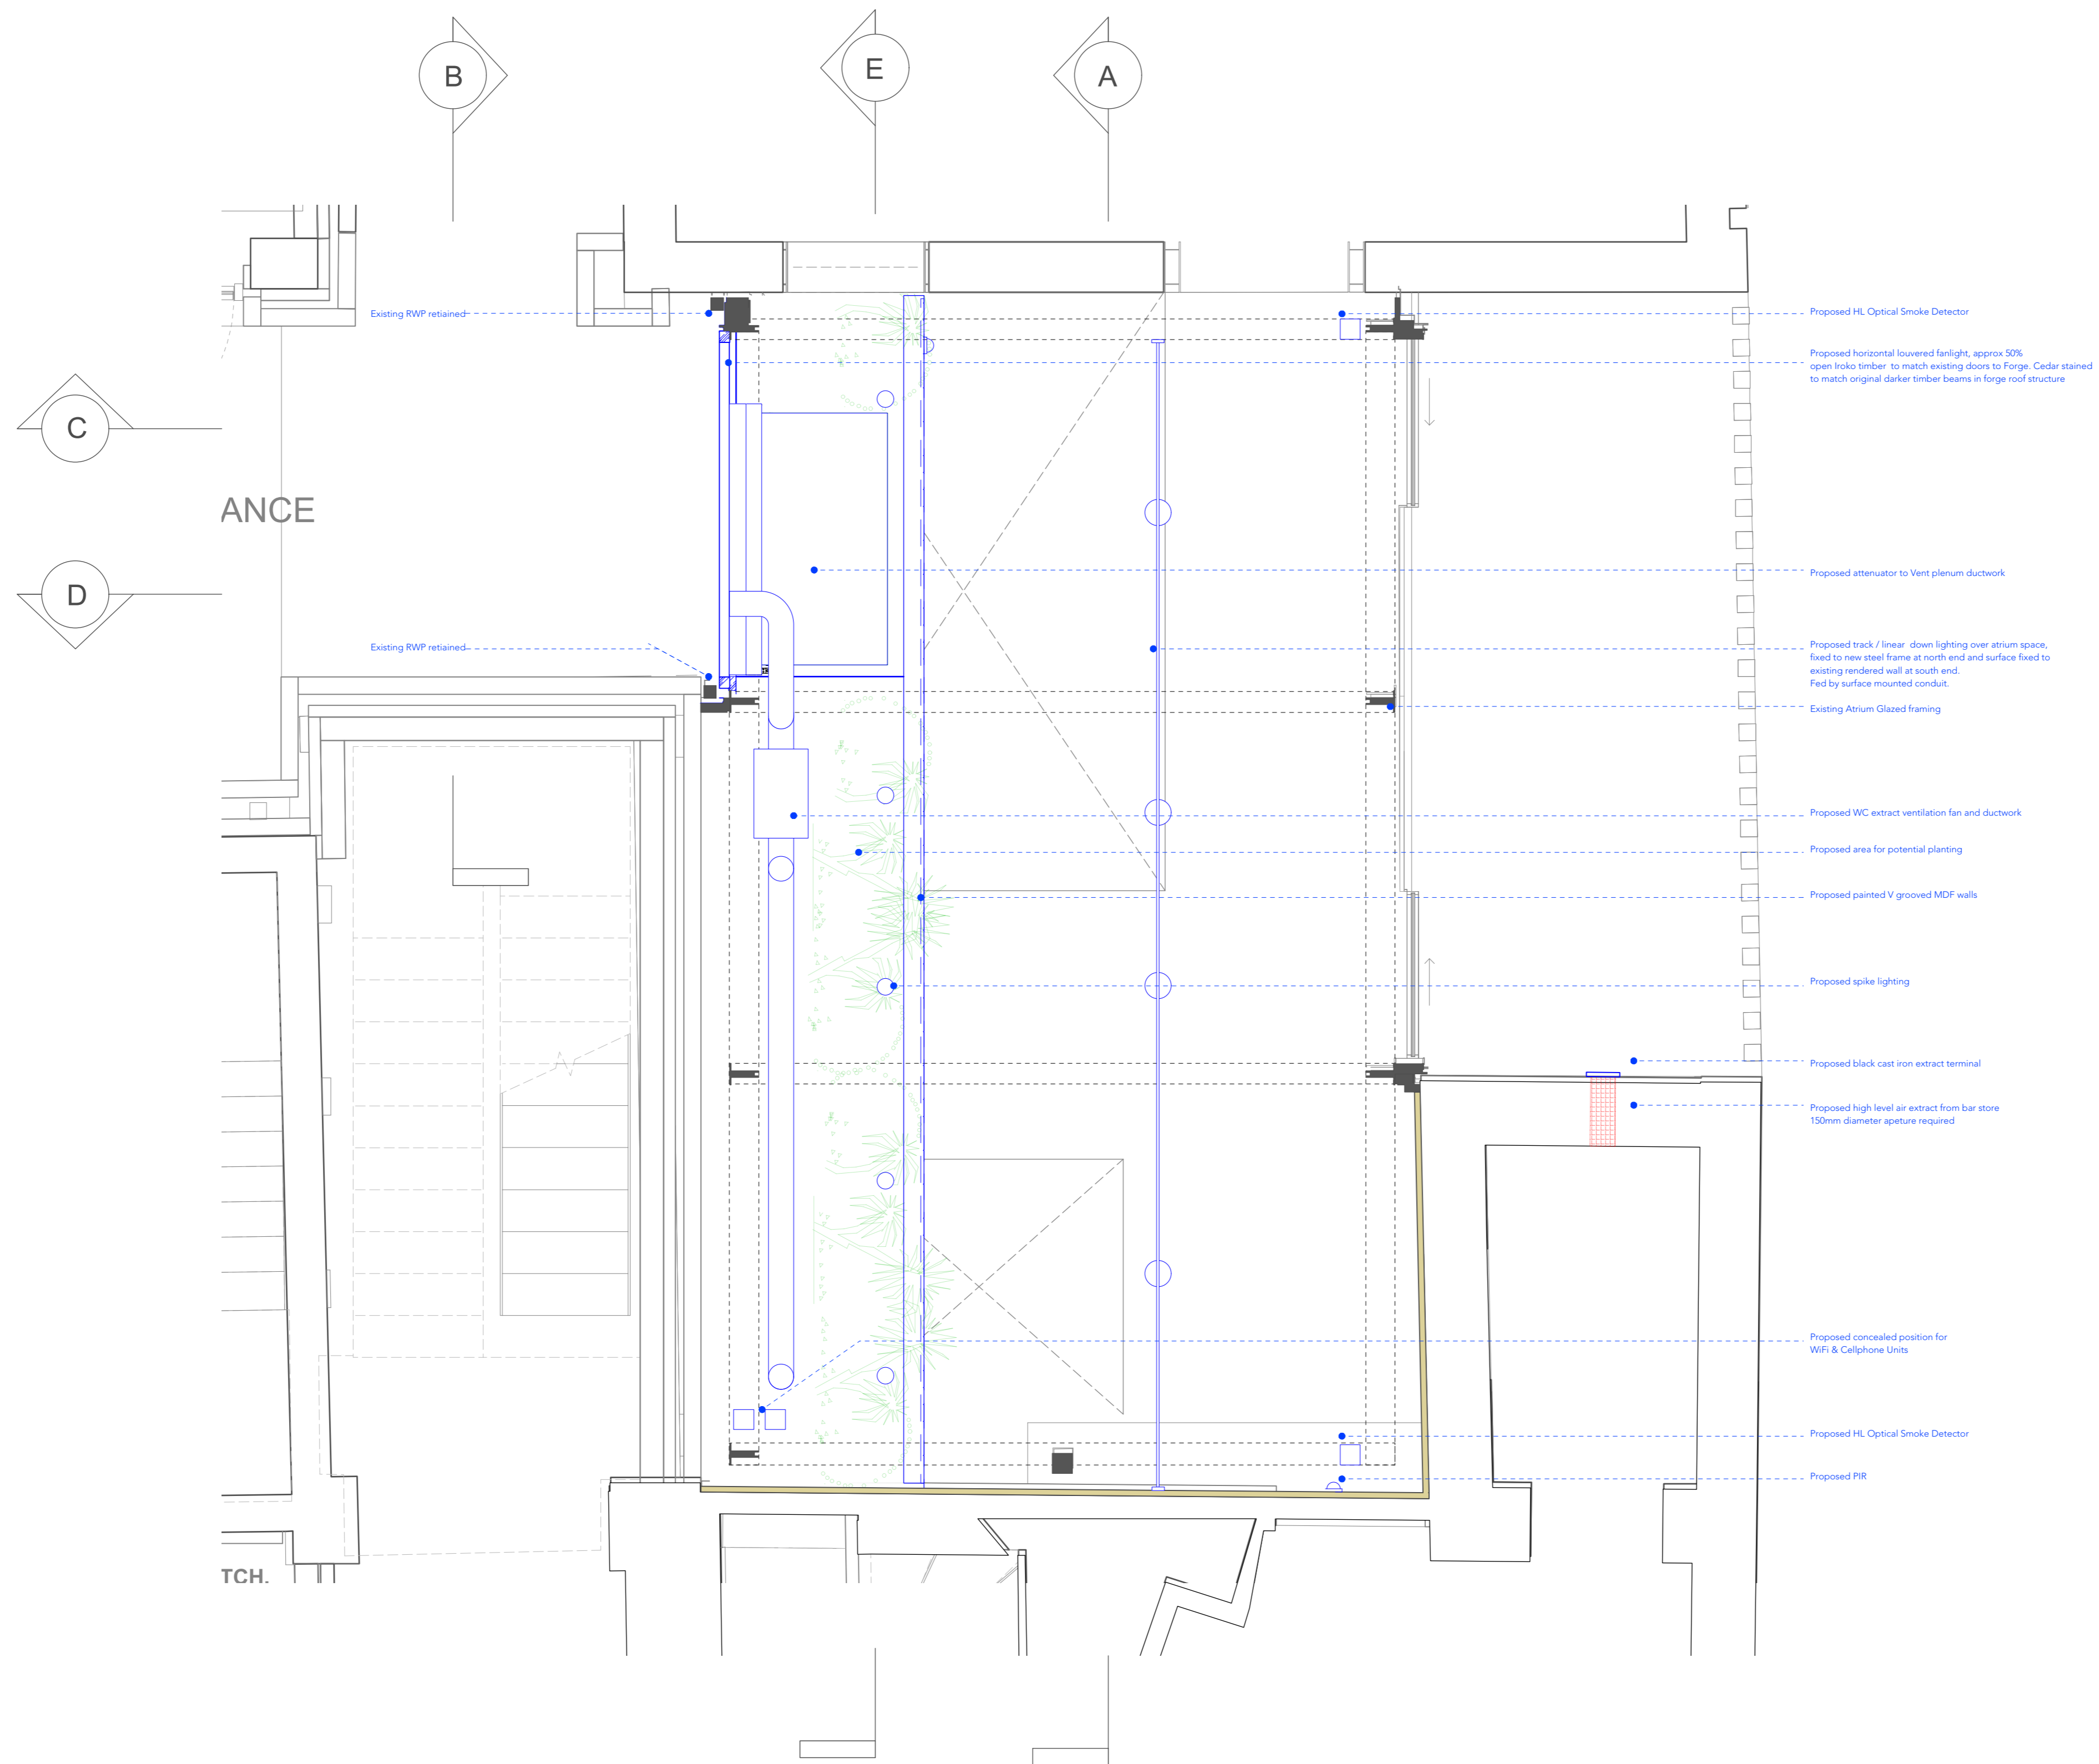 B
E
A
Existing RWP retained
Proposed HL Optical Smoke Detector
Proposed horizontal louvered fanlight, approx 50%
open Iroko timber to match existing doors to Forge. Cedar stained
to match original darker timber beams in forge roof structure
C
ANCE
Proposed attenuator to Vent plenum ductwork
D
Existing RWP retained
Proposed track / linear down lighting over atrium space,
fixed to new steel frame at north end and surface fixed to
existing rendered wall at south end.
Fed by surface mounted conduit.
Existing Atrium Glazed framing
Proposed WC extract ventilation fan and ductwork
Proposed area for potential planting
Proposed painted V grooved MDF walls
Proposed spike lighting
Proposed black cast iron extract terminal
Proposed high level air extract from bar store
150mm diameter apeture required
Proposed concealed position for
WiFi & Cellphone Units
Proposed HL Optical Smoke Detector
Proposed PIR
TCH.